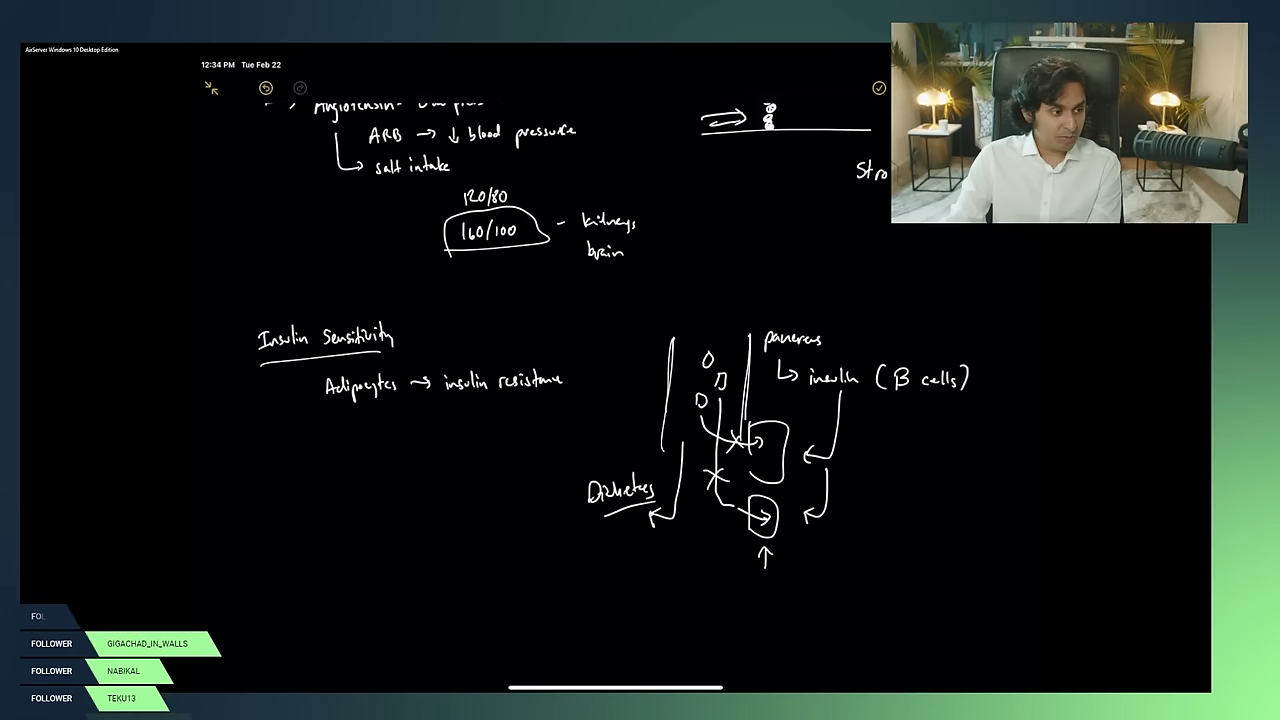 AirServer Windows 10 Desktop Edition
12:34 PM Tue Feb 22
Angiotensin-
ARB → ↓ blood pressure
salt intake
Stro
120/80
160/100 - kidneys
brain
Insulin Sensitivity
Adipocytes → insulin resistance
pancreas
insulin (B cells)
Diabetes
FOL
FOLLOWER GIGACHAD_IN_WALLS
FOLLOWER NABIKAL
FOLLOWER TEKU13